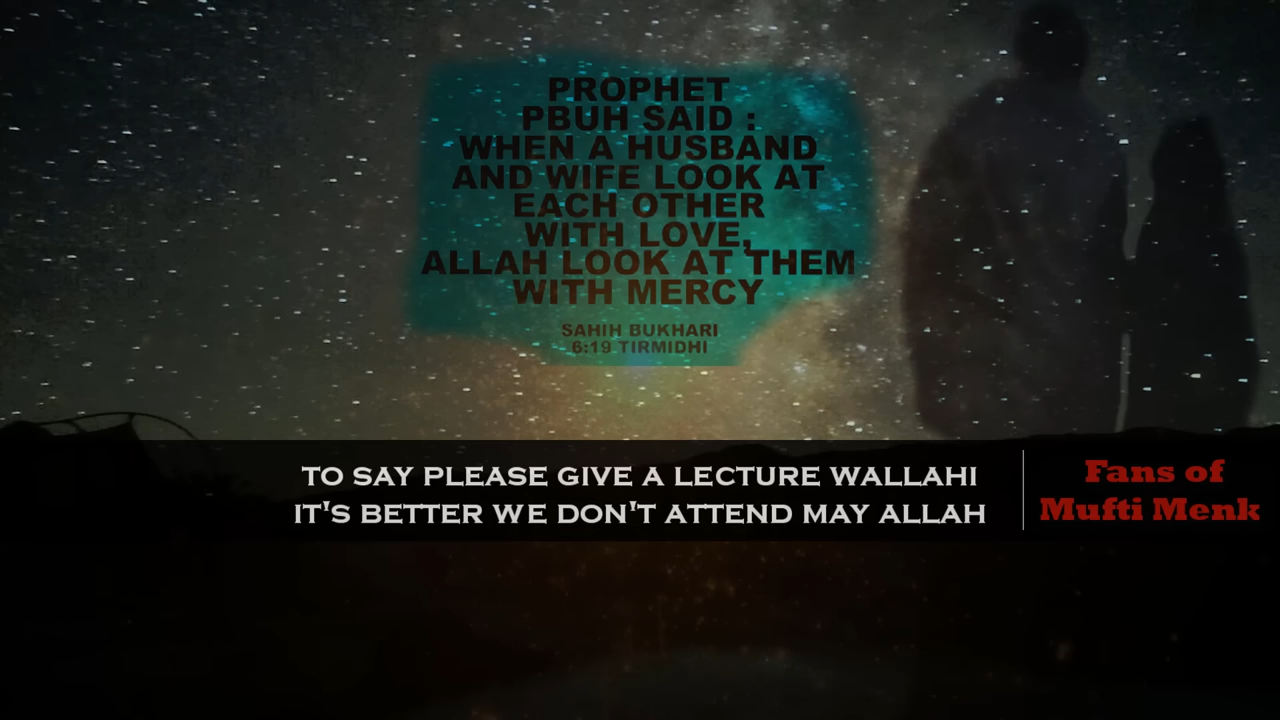 PROPHET
PBUH SAID :
WHEN A HUSBAND
AND WIFE LOOK AT
EACH OTHER
WITH LOVE,
ALLAH LOOK AT THEM
WITH MERCY
SAHIH BUKHARI
6:19 TIRMIDHI
TO SAY PLEASE GIVE A LECTURE WALLAHI
IT'S BETTER WE DON'T ATTEND MAY ALLAH
Fans of
Mufti Menk